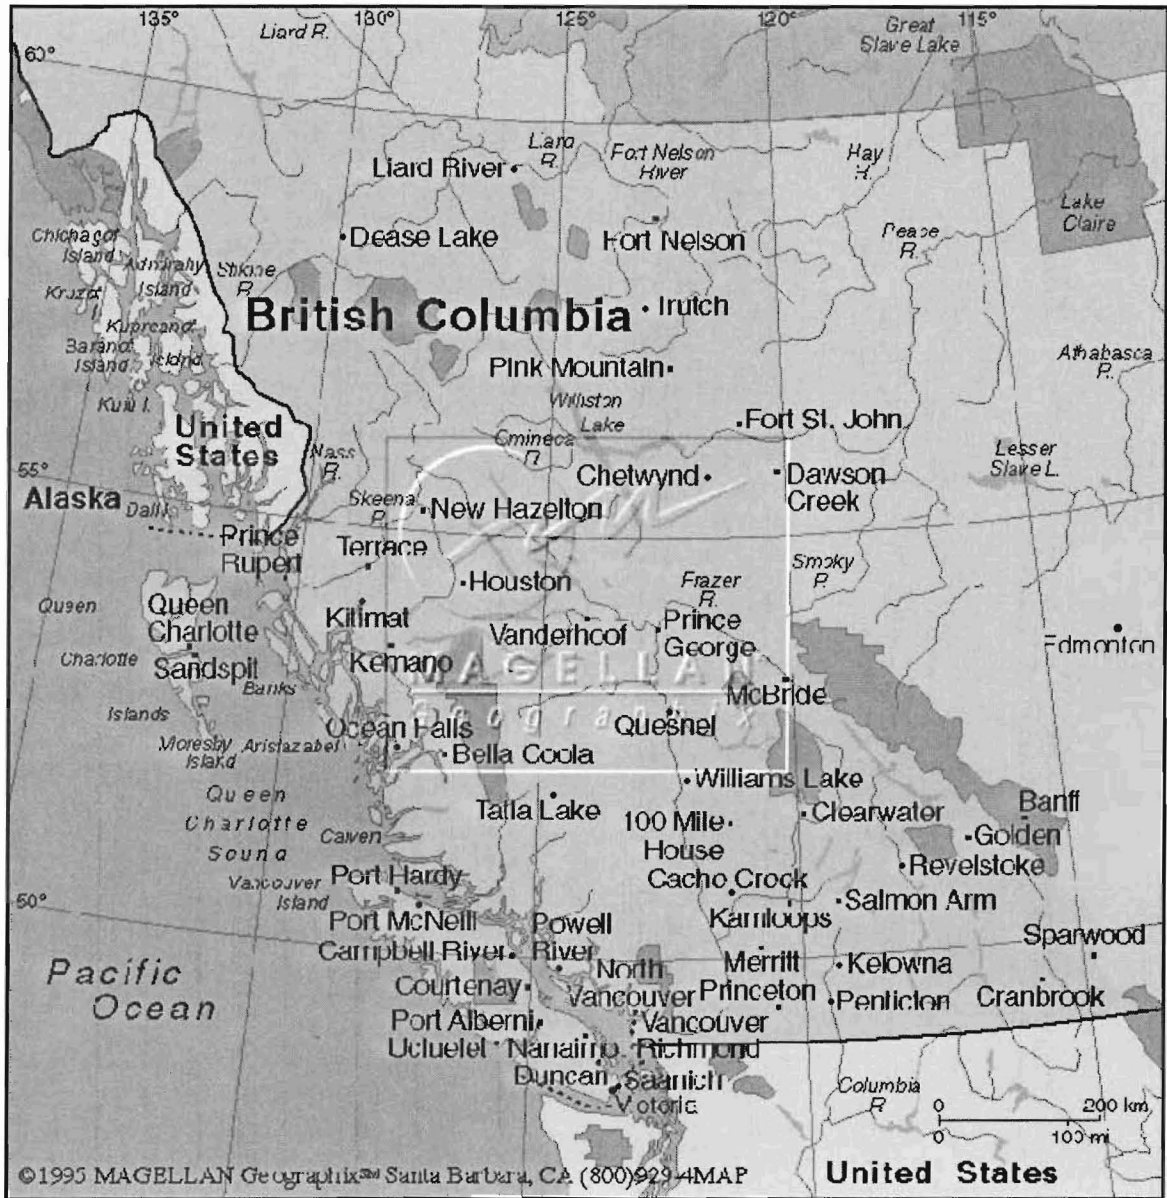 135°
130°
125°
120°
115°
Liard R.
Great
Slave Lake
60°
Liard
R.
Fort Nelson
River
Hay
R.
Liard River
Lake
Claire
Chichagof
Island
Dease Lake
Fort Nelson
Peace
R.
Admiralty
Island
Stikine
R.
Kruzof
I.
British Columbia
Irutch
Kupreanof
Island
Baranof
Island
Pink Mountain
Athabasca
R.
Kuiu I.
Williston
Lake
United
States
Fort St. John
Omineca
R.
Nass
R.
Lesser
Slave L.
55°
Chetwynd
Dawson
Creek
Alaska
Dall I.
Skeena
R.
New Hazelton
Prince
Rupert
Terrace
Smoky
R.
Houston
Frazer
R.
Queen
Charlotte
Islands
Queen
Charlotte
Kitimat
Vanderhoof
Prince
George
Edmonton
Sandspit
Kemano
MAGELLAN
Geographix
Banks
McBride
Ocean Falls
Quesnel
Moresby
Island
Aristazabel
Bella Coola
Williams Lake
Queen
Charlotte
Sound
Tatla Lake
100 Mile
House
Clearwater
Banff
Golden
Calven
Revelstoke
Vancouver
Island
Port Hardy
Cacho Crock
Salmon Arm
50°
Port McNeill
Powell
River
Kamloops
Sparwood
Campbell River
North
Vancouver
Merritt
Kelowna
Pacific
Ocean
Courtenay
Princeton
Penticton
Cranbrook
Port Alberni
Vancouver
Ucluelet
Nanaimo
Richmond
Duncan
Saanich
Victoria
Columbia
R.
0 200 km
0 100 mi
©1995 MAGELLAN Geographix℠ Santa Barbara, CA (800)929-4MAP
United States